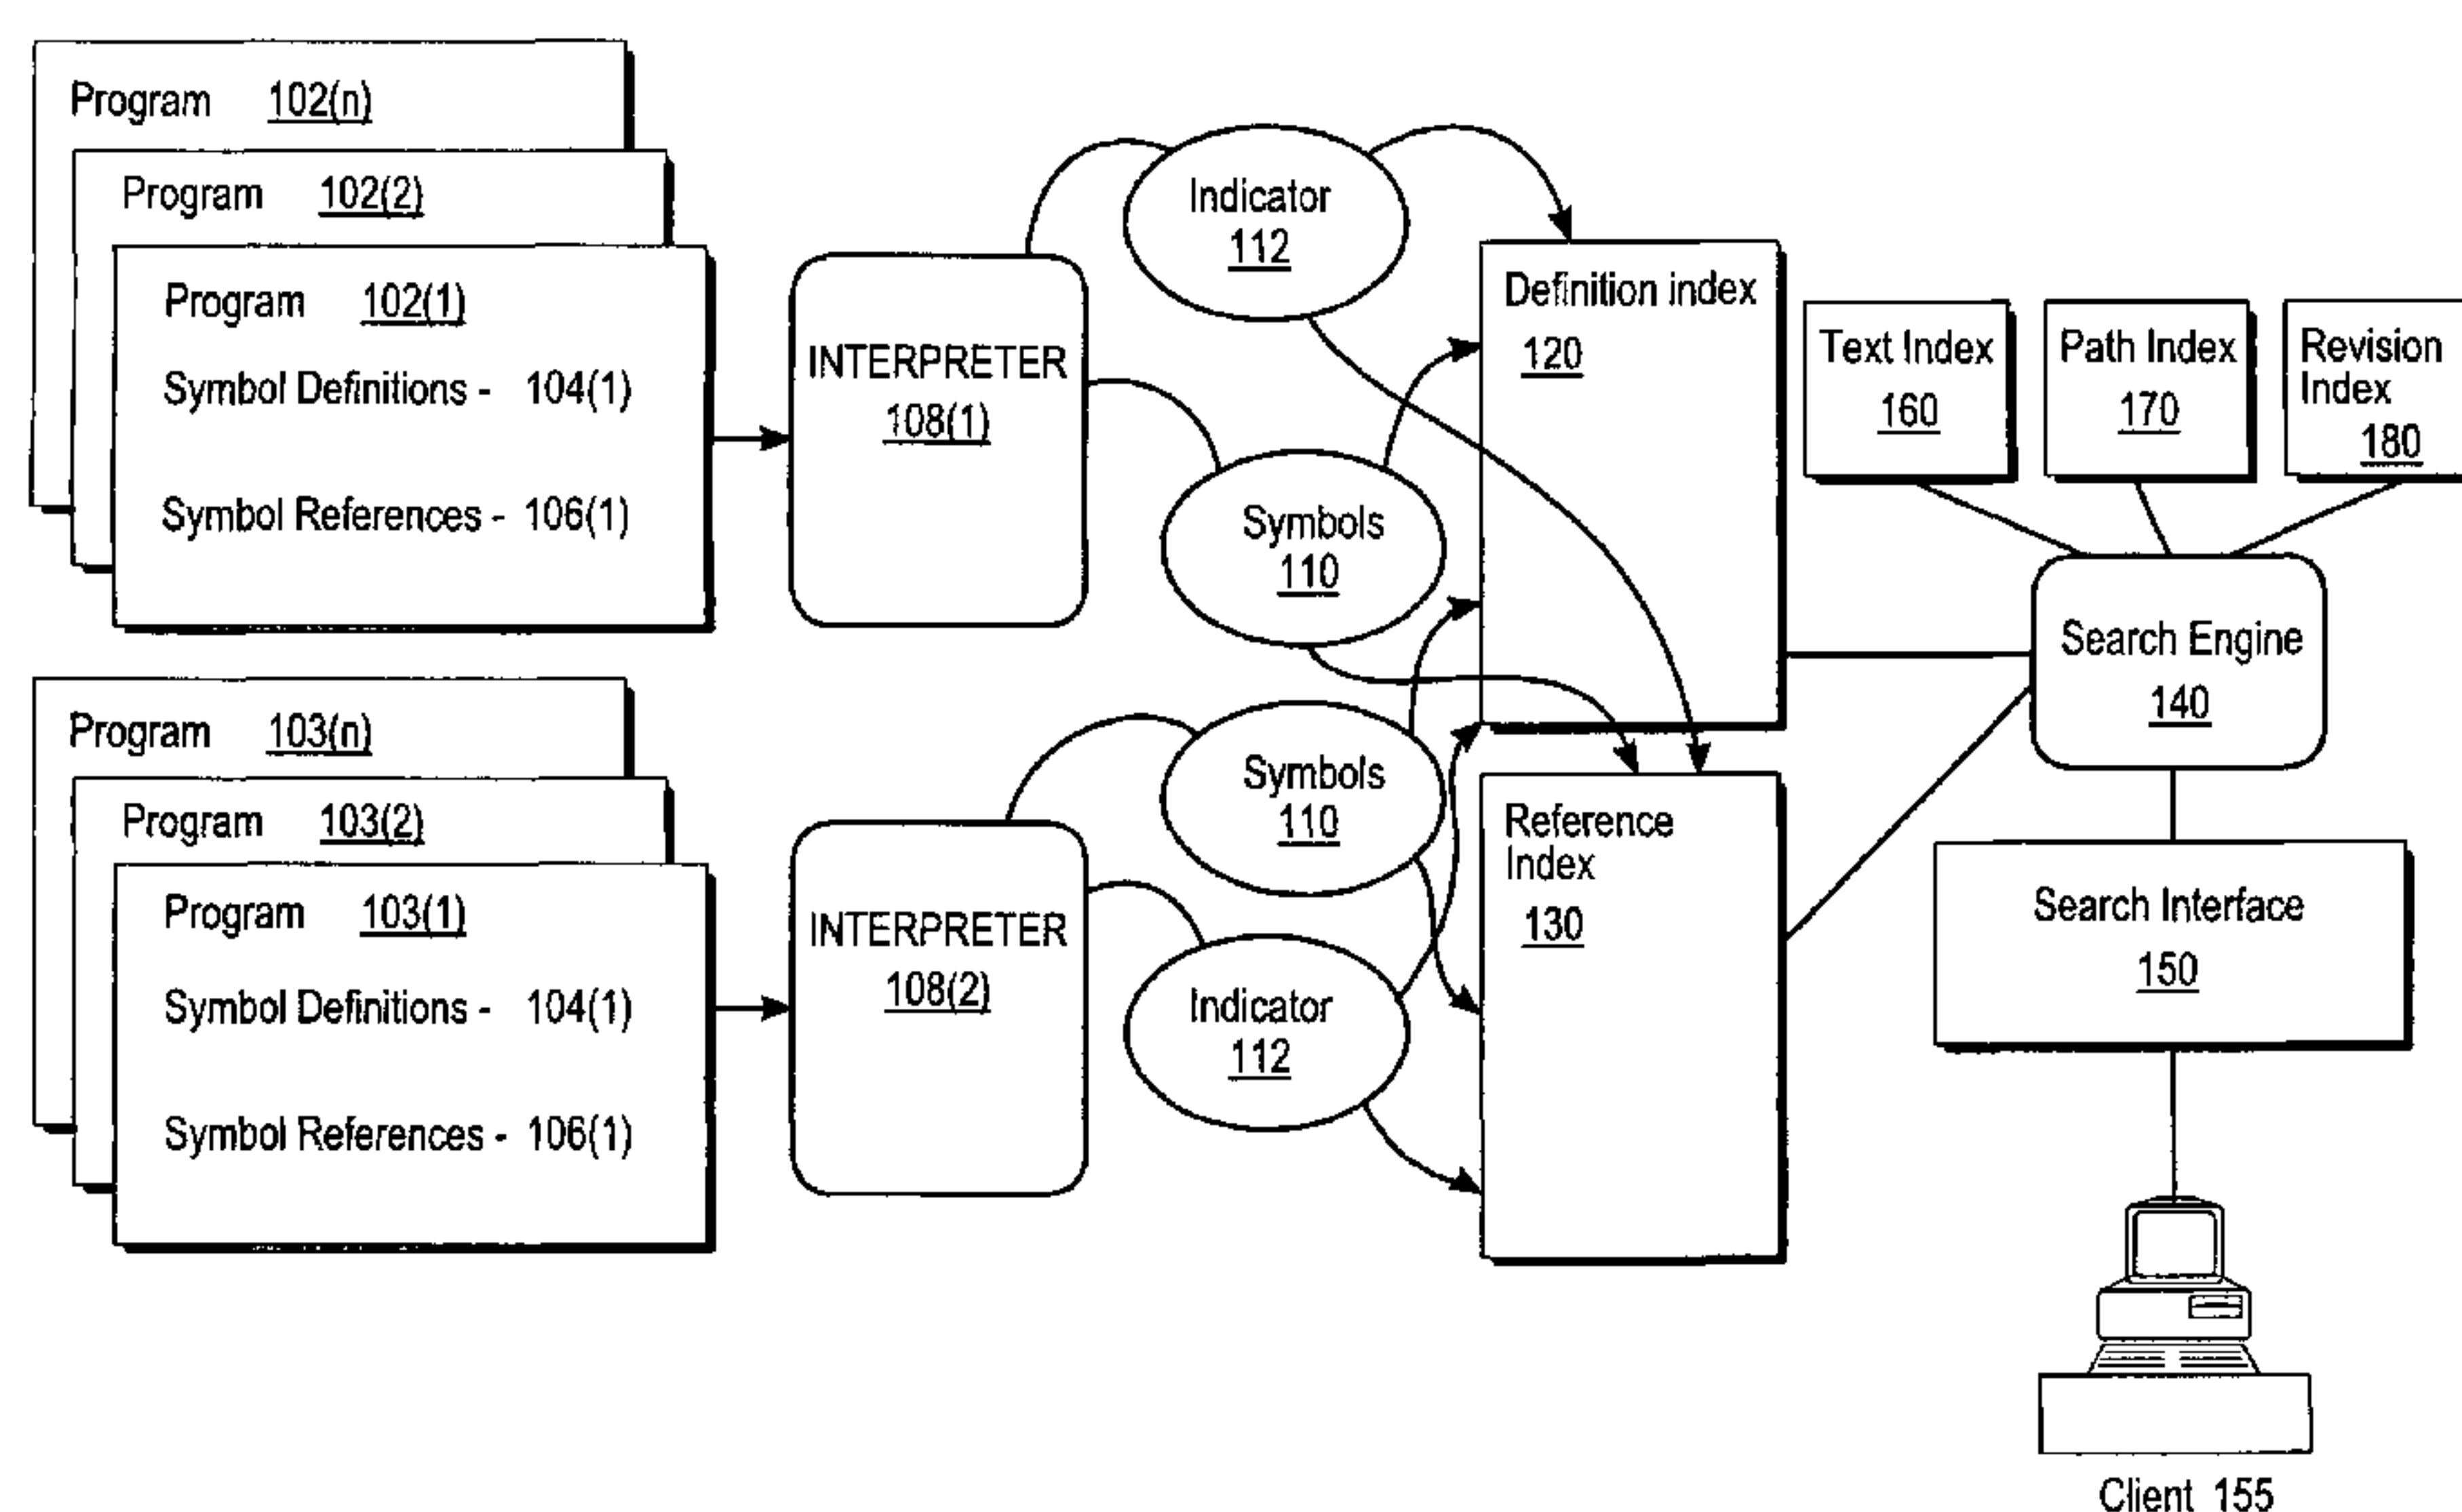 Program 102(n)
Program 102(2)
Program 102(1)
Symbol Definitions - 104(1)
Symbol References - 106(1)
INTERPRETER
108(1)
Indicator
112
Symbols
110
Definition index
120
Text Index
160
Path Index
170
Revision
Index
180
Search Engine
140
Program 103(n)
Program 103(2)
Program 103(1)
Symbol Definitions - 104(1)
Symbol References - 106(1)
INTERPRETER
108(2)
Symbols
110
Indicator
112
Reference
Index
130
Search Interface
150
Client 155